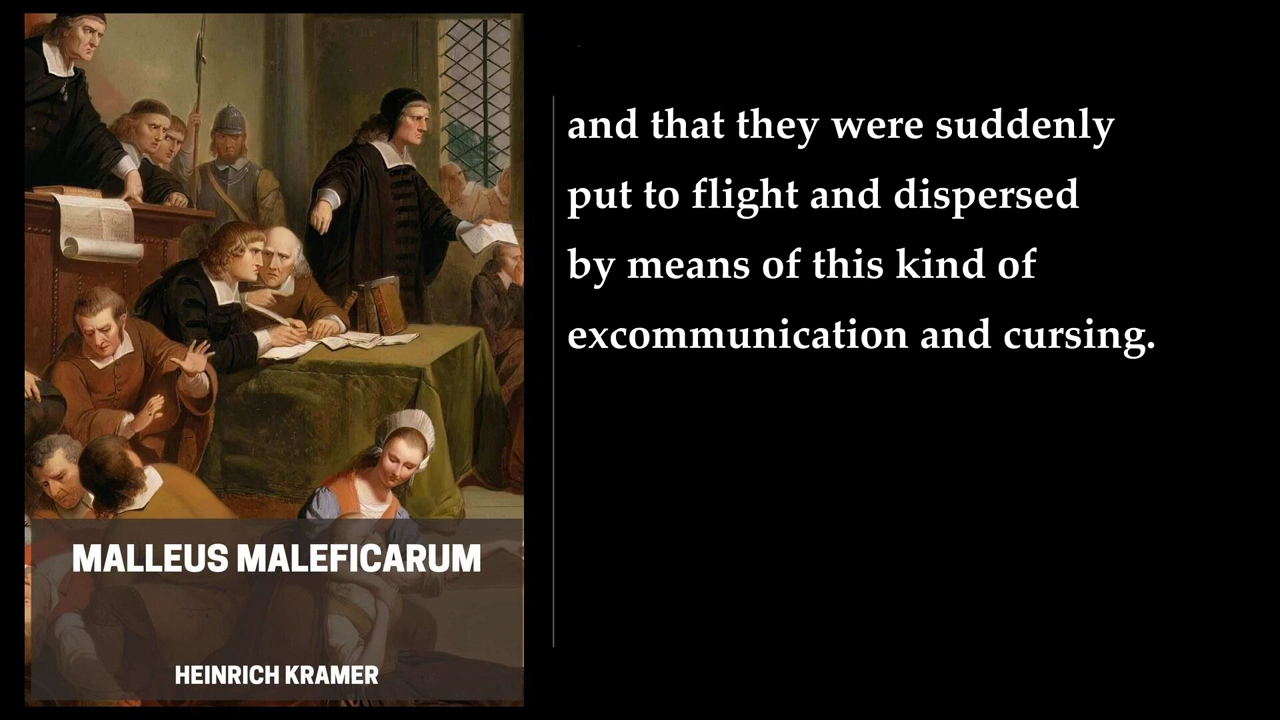 and that they were suddenly
put to flight and dispersed
by means of this kind of
excommunication and cursing.
MALLEUS MALEFICARUM
HEINRICH KRAMER